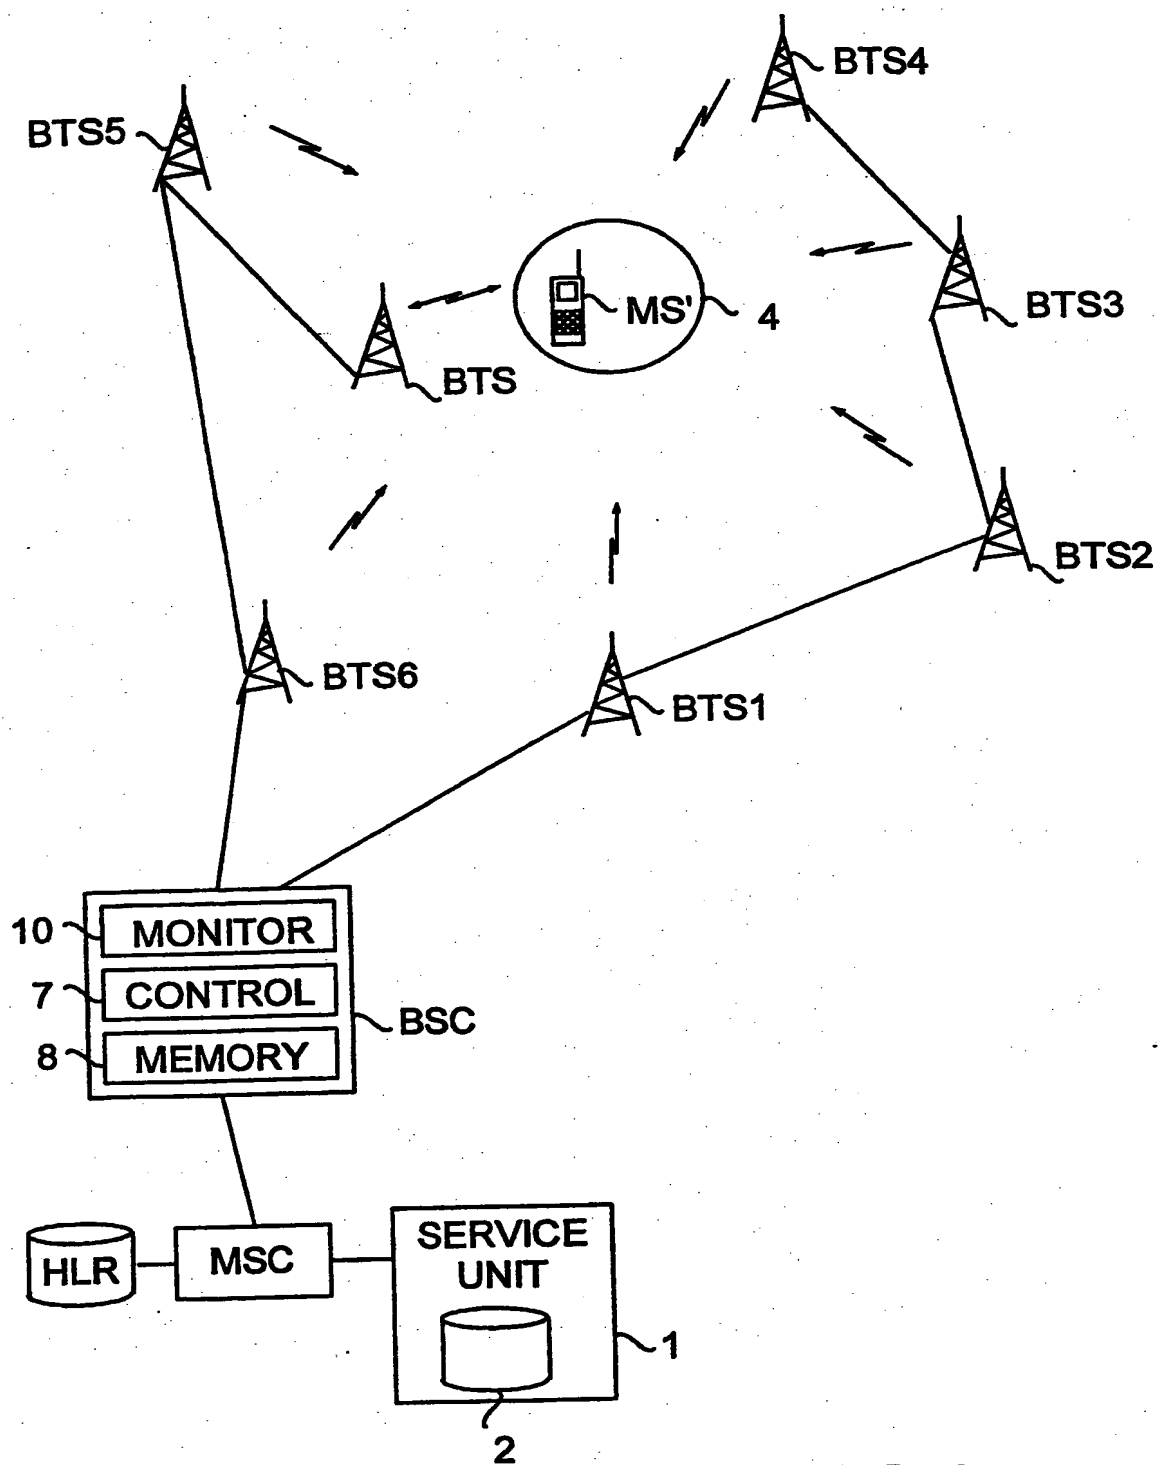 BTS4
BTS5
BTS3
MS'
4
BTS
BTS2
BTS6
BTS1
10
MONITOR
7
CONTROL
BSC
8
MEMORY
SERVICE
UNIT
HLR
MSC
1
2